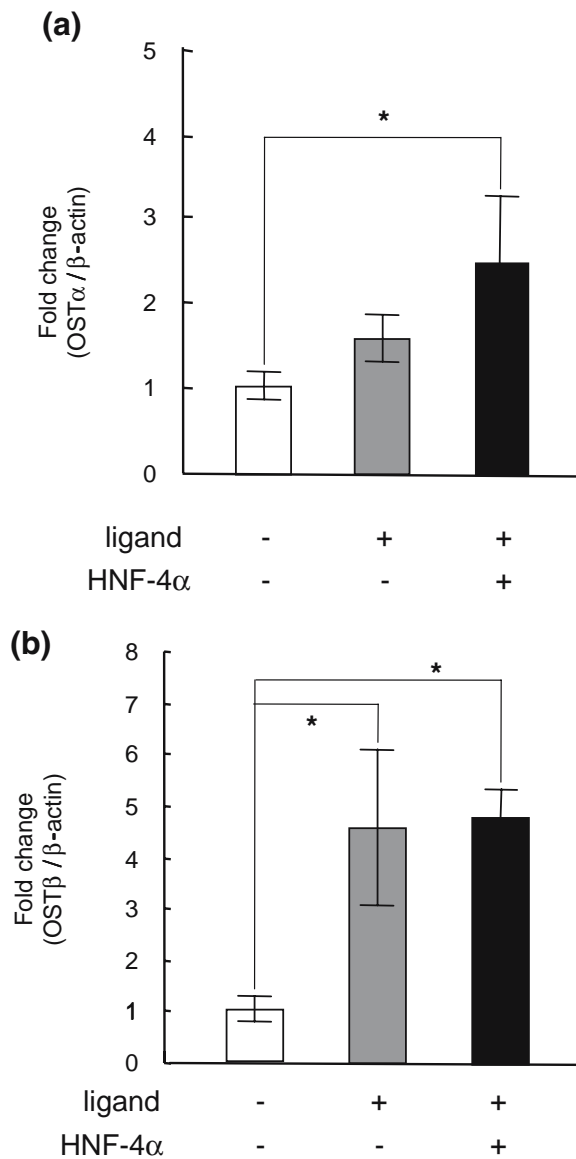 (a)
Fold change
(OSTα / β-actin)
5
4
3
2
1
0
*
ligand - + +
HNF-4α - - +
(b)
Fold change
(OSTβ / β-actin)
8
7
6
5
4
3
2
1
0
*
*
ligand - + +
HNF-4α - - +